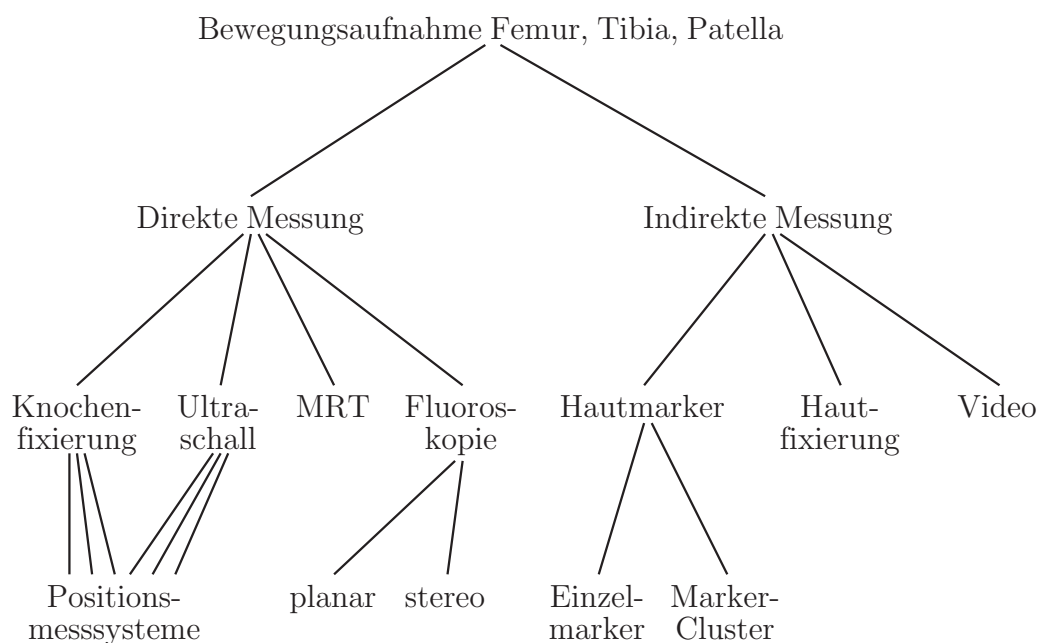 Bewegungsaufnahme Femur, Tibia, Patella
Direkte Messung
Indirekte Messung
Knochen-
fixierung
Ultra-
schall
MRT
Fluoros-
kopie
Hautmarker
Haut-
fixierung
Video
Positions-
messsysteme
planar
stereo
Einzel-
marker
Marker-
Cluster